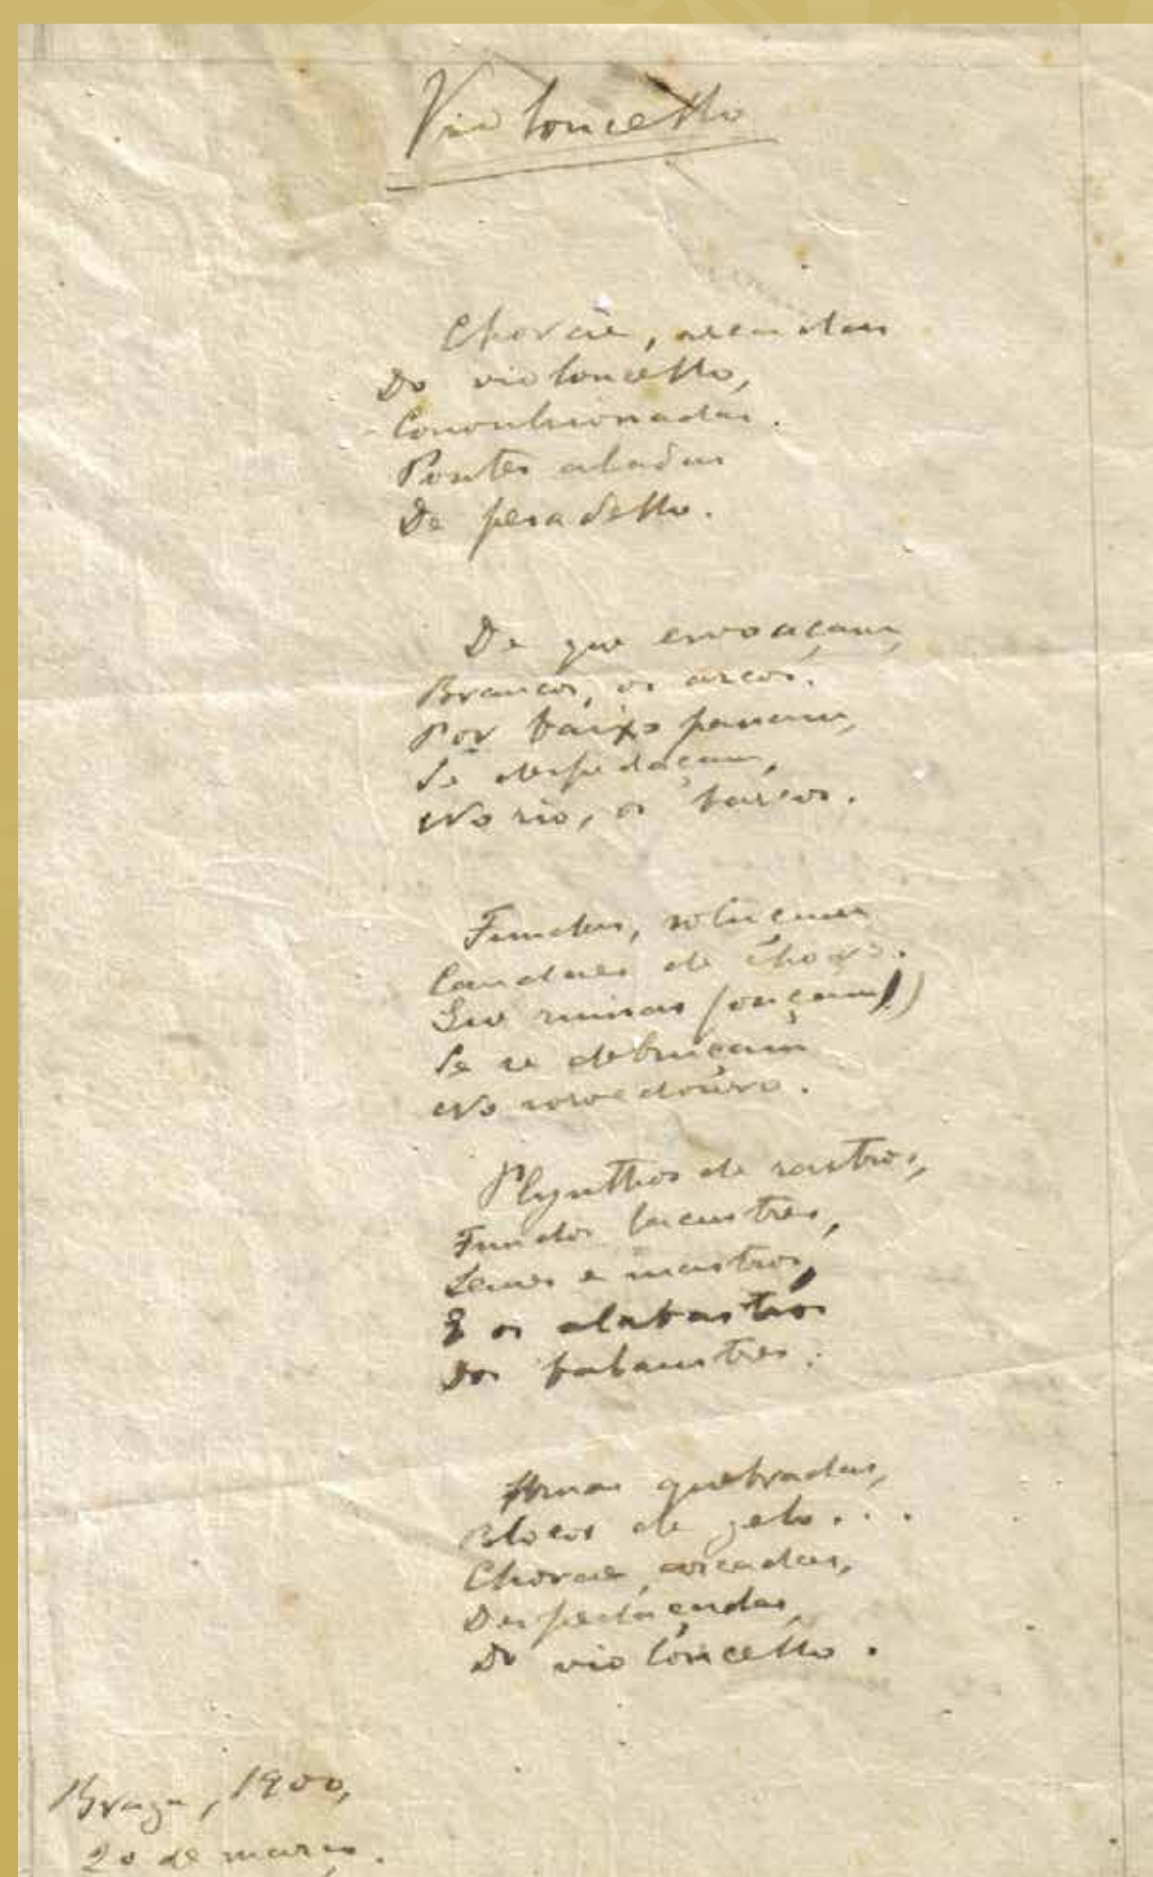 Violoncello
Chorae, arcadas
Do violoncello,
Convulsionadas.
Pontes aladas
De pesadello.
De que esvoaçam,
Brancos, os arcos.
Por baixo passam,
Se despedaçam,
No rio, os barcos.
Fundas, soluçam
Caudaes de choro.
Que ruinas (ouçam)
Se se debruçam
No sorvedouro.
Plynthos de rastros,
Fundos lacustres,
Lemes e mastros,
E os alabastros
Dos balaustres.
Urnas quebradas,
Blocos de gelo...
Chorae, arcadas,
Despedaçadas,
Do violoncello.
Braga, 1900,
20 de março.